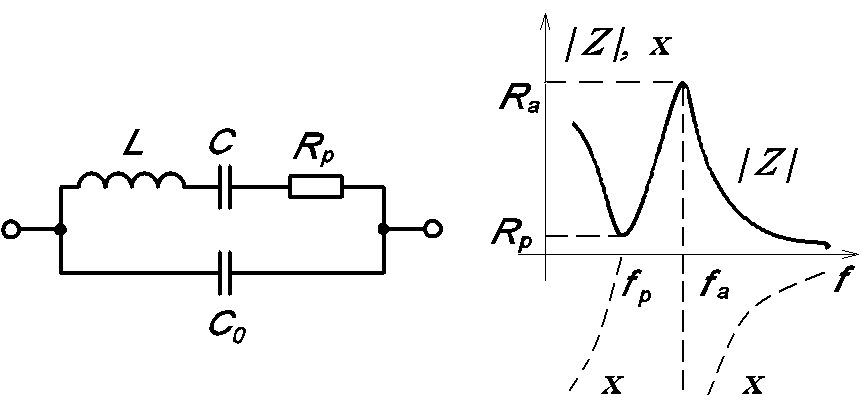 L C Rp
C0
|Z|, x
Ra
|Z|
Rp
fp fa f
x x